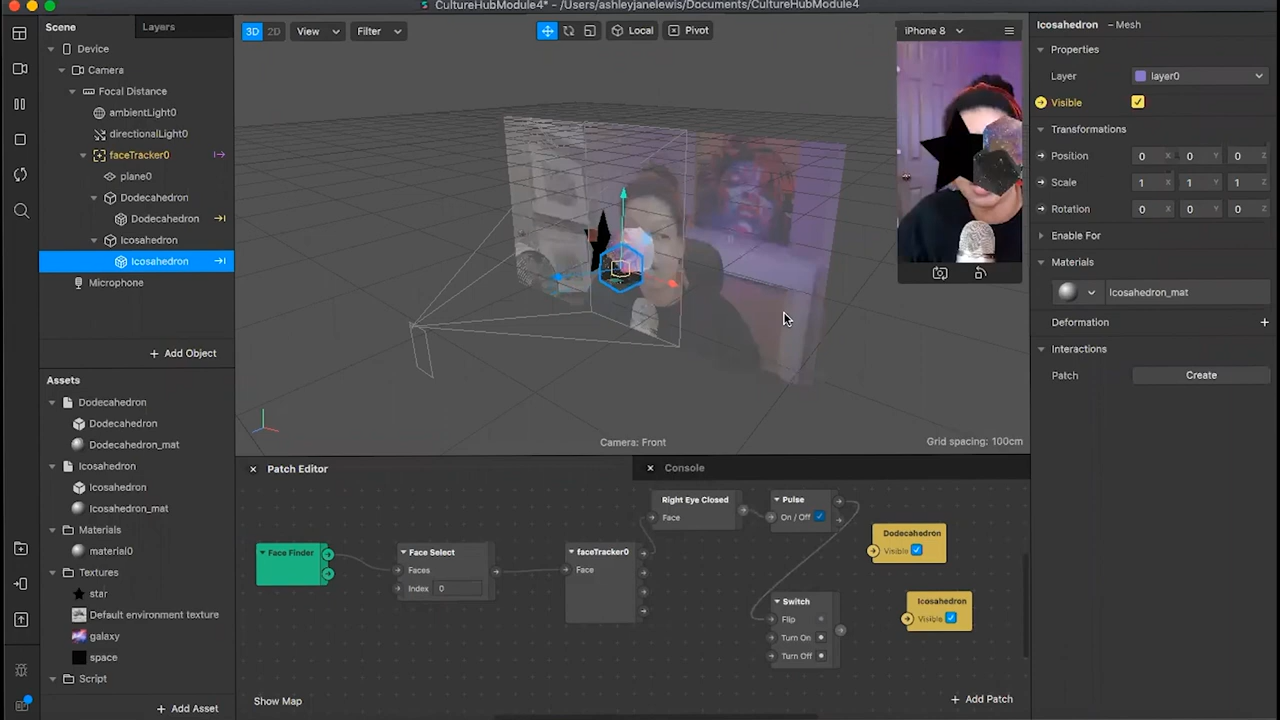 CultureHubModule4* - /Users/ashleyjanelewis/Documents/CultureHubModule4
Scene
Layers
Device
Camera
Focal Distance
ambientLight0
directionalLight0
faceTracker0
plane0
Dodecahedron
Dodecahedron
Icosahedron
Icosahedron
Microphone
Add Object
Assets
Dodecahedron
Dodecahedron
Dodecahedron_mat
Icosahedron
Icosahedron
Icosahedron_mat
Materials
material0
Textures
star
Default environment texture
galaxy
space
Script
Add Asset
3D 2D View Filter
Local Pivot
iPhone 8
Camera: Front
Grid spacing: 100cm
Patch Editor
Console
Face Finder
Face Select
Faces
Index 0
faceTracker0
Face
Right Eye Closed
Face
Pulse
On / Off
Switch
Flip
Turn On
Turn Off
Dodecahedron
Visible
Icosahedron
Visible
Show Map
Add Patch
Icosahedron – Mesh
Properties
Layer layer0
Visible
Transformations
Position 0 X 0 Y 0 Z
Scale 1 X 1 Y 1 Z
Rotation 0 X 0 Y 0 Z
Enable For
Materials
Icosahedron_mat
Deformation
Interactions
Patch Create